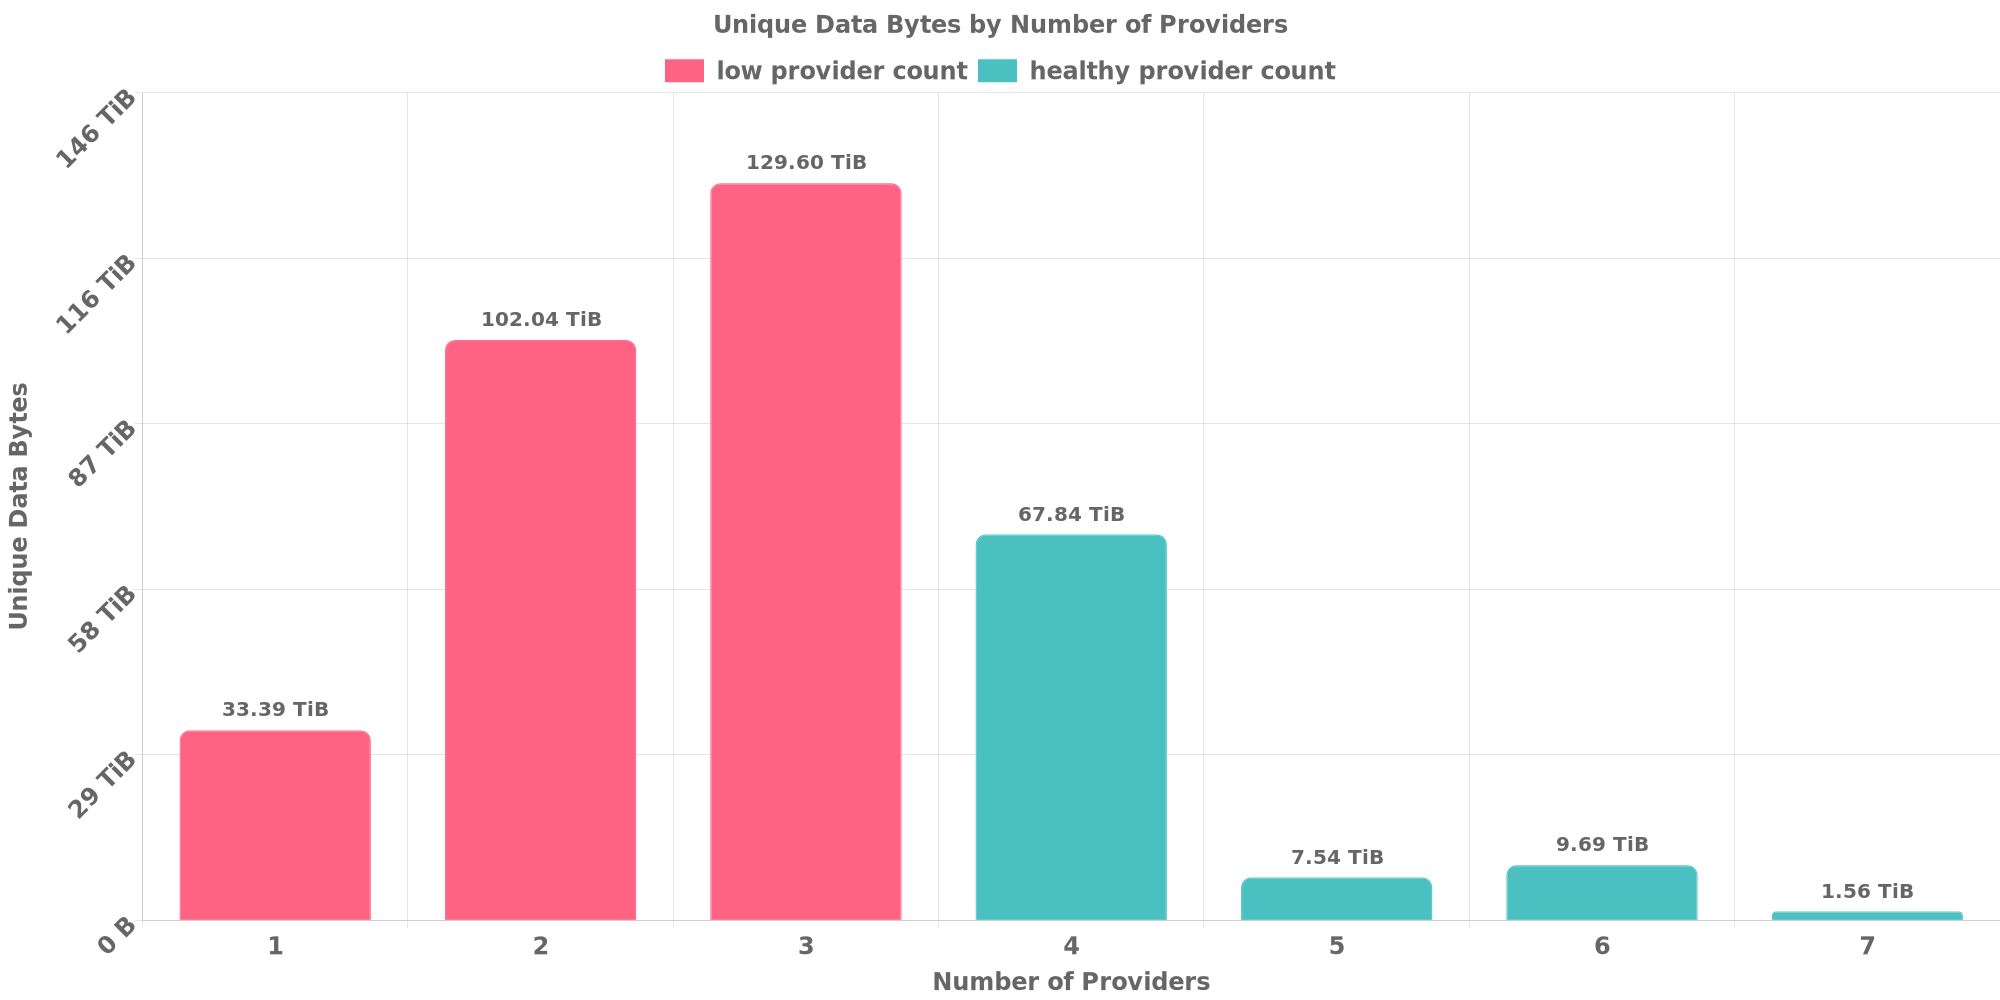 Unique Data Bytes by Number of Providers
low provider count healthy provider count
146 TiB
116 TiB
87 TiB
58 TiB
29 TiB
0 B
Unique Data Bytes
33.39 TiB
102.04 TiB
129.60 TiB
67.84 TiB
7.54 TiB
9.69 TiB
1.56 TiB
1 2 3 4 5 6 7
Number of Providers